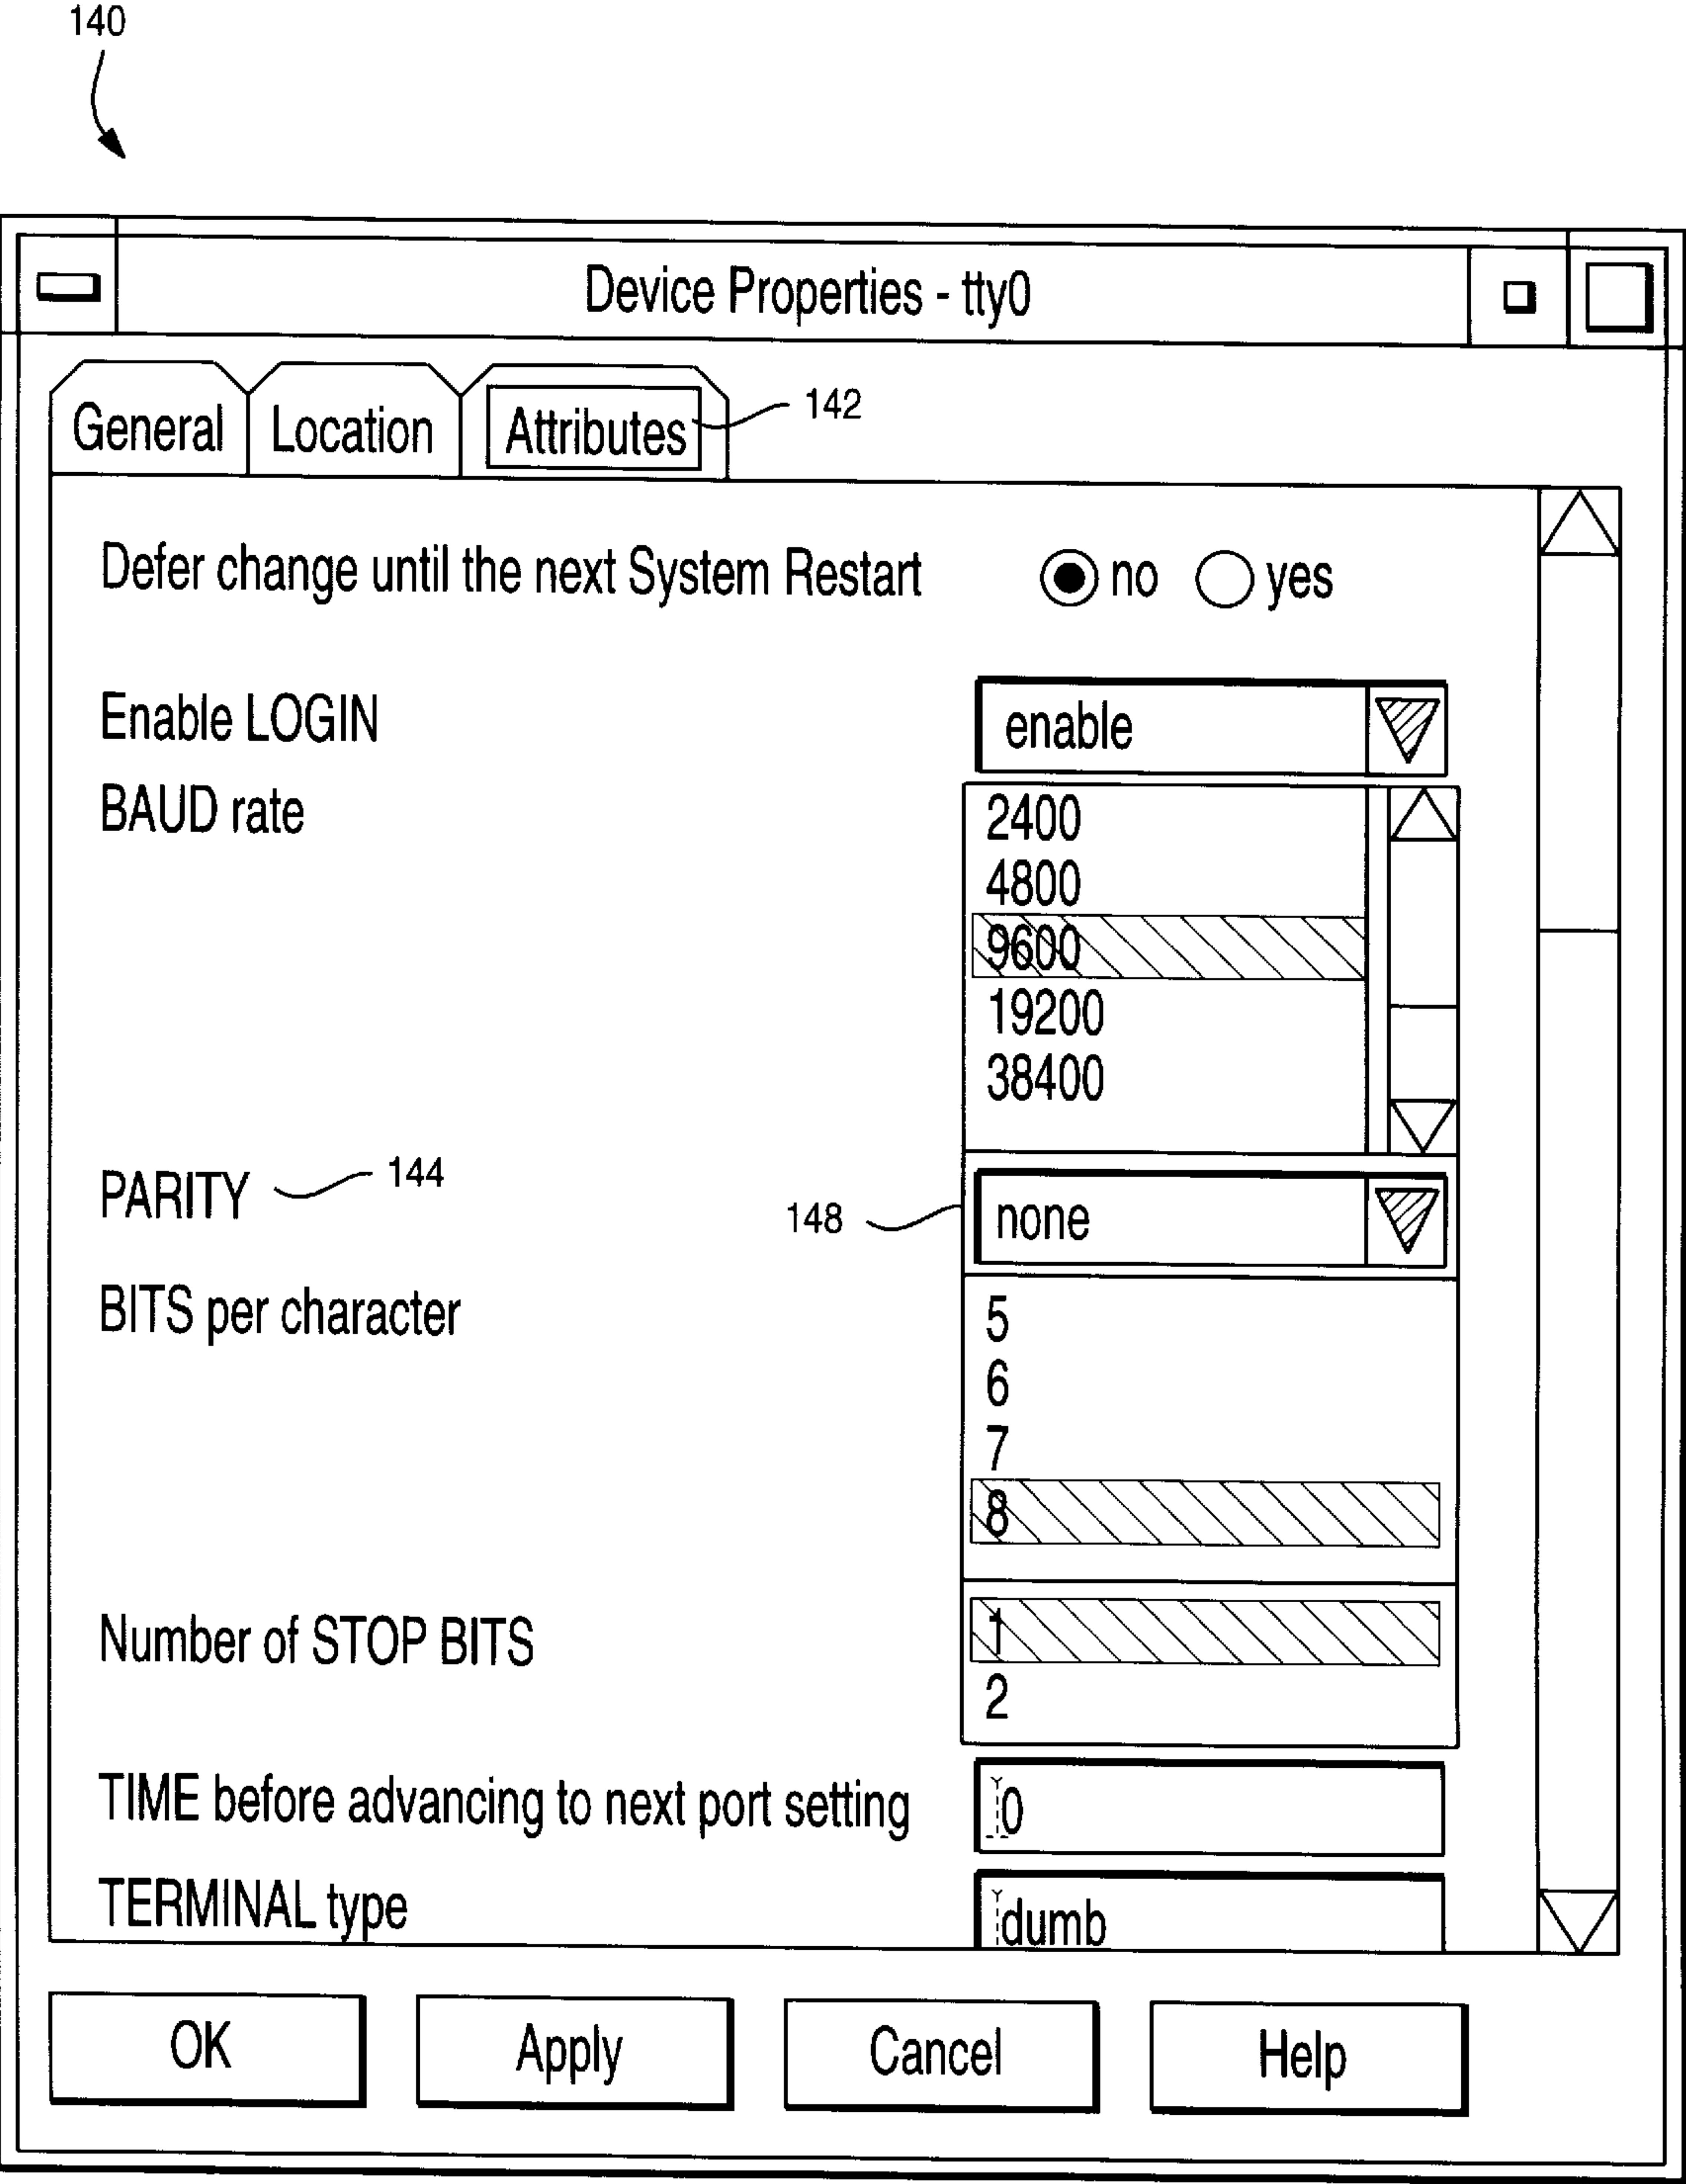 140
Device Properties - tty0
General Location Attributes 142
Defer change until the next System Restart no yes
Enable LOGIN enable
BAUD rate 2400
4800
9600
19200
38400
PARITY 144 148 none
BITS per character 5
6
7
8
Number of STOP BITS 1
2
TIME before advancing to next port setting 0
TERMINAL type dumb
OK Apply Cancel Help